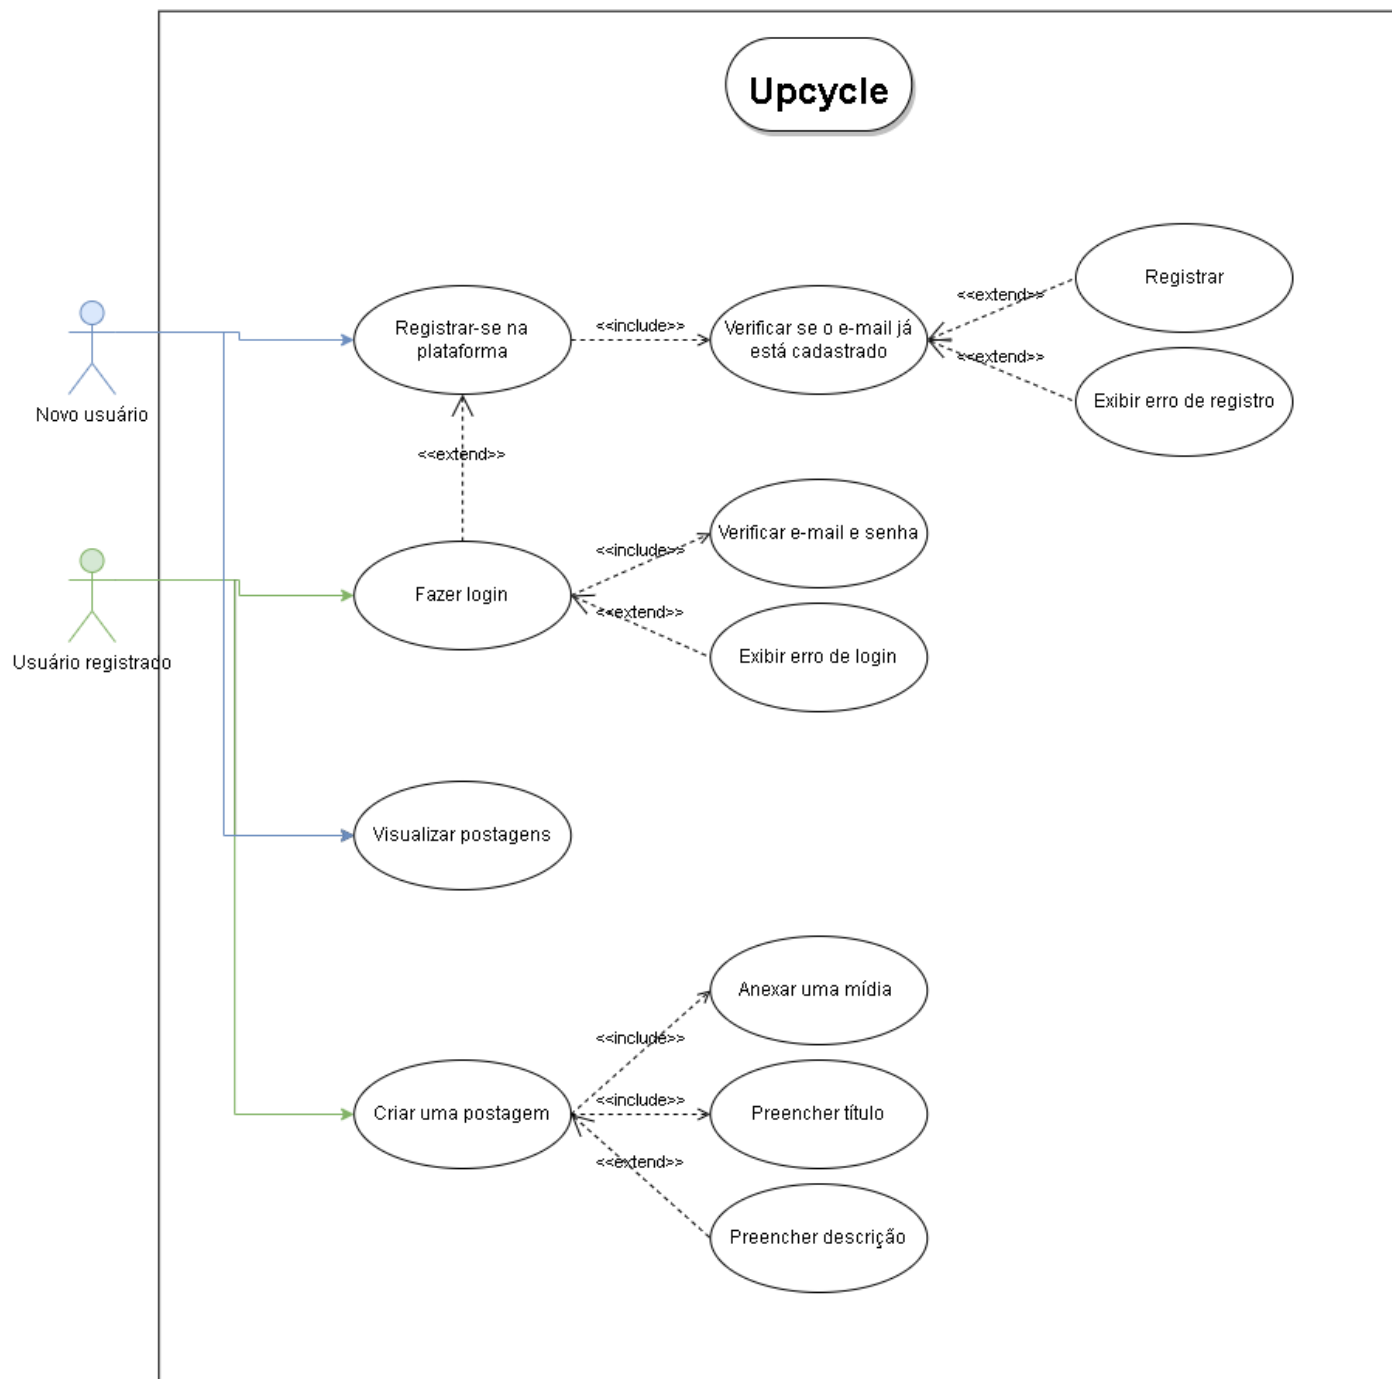 Upcycle
Registrar
<<extend>>
Registrar-se na
plataforma
<<include>>
Verificar se o e-mail já
está cadastrado
<<extend>>
Exibir erro de registro
Novo usuário
<<extend>>
Verificar e-mail e senha
<<include>>
Fazer login
<<extend>>
Exibir erro de login
Usuário registrado
Visualizar postagens
Anexar uma mídia
<<include>>
Criar uma postagem
<<include>>
Preencher título
<<extend>>
Preencher descrição